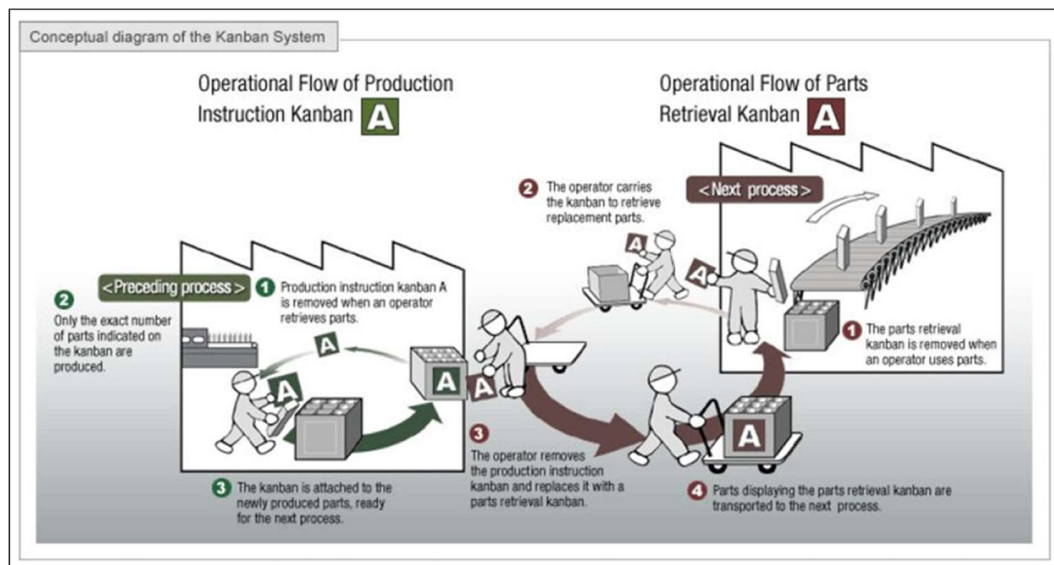 Conceptual diagram of the Kanban System
Operational Flow of Production
Instruction Kanban A
Operational Flow of Parts
Retrieval Kanban A
<Preceding process>
1 Production instruction kanban A
is removed when an operator
retrieves parts.
2
Only the exact number
of parts indicated on
the kanban are
produced.
A
A
A
A
3 The kanban is attached to the
newly produced parts, ready
for the next process.
<Next process>
1 The parts retrieval
kanban is removed when
an operator uses parts.
A
2 The operator carries
the kanban to retrieve
replacement parts.
A
3
The operator removes
the production instruction
kanban and replaces it with a
parts retrieval kanban.
A
4 Parts displaying the parts retrieval kanban are
transported to the next process.